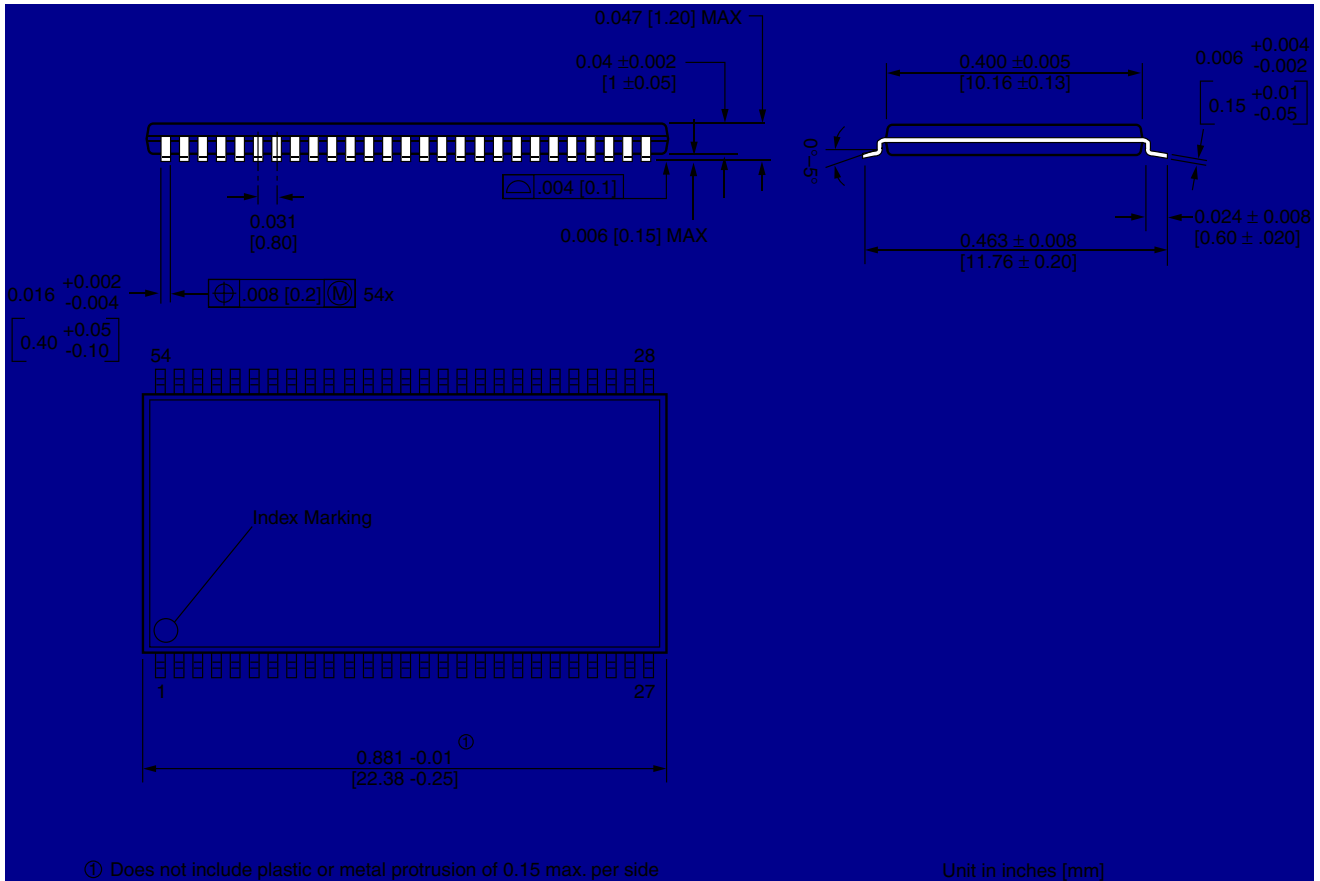 0.047 [1.20] MAX
0.04 ±0.002
[1 ±0.05]
.004 [0.1]
0.006 [0.15] MAX
0.031
[0.80]
0.016 +0.002 -0.004
[0.40 +0.05 -0.10]
.008 [0.2] M 54x
0.400 ±0.005
[10.16 ±0.13]
0.006 +0.004 -0.002
[0.15 +0.01 -0.05]
0°–5°
0.024 ± 0.008
[0.60 ± .020]
0.463 ± 0.008
[11.76 ± 0.20]
54 28
Index Marking
1 27
0.881 -0.01 ①
[22.38 -0.25]
① Does not include plastic or metal protrusion of 0.15 max. per side
Unit in inches [mm]